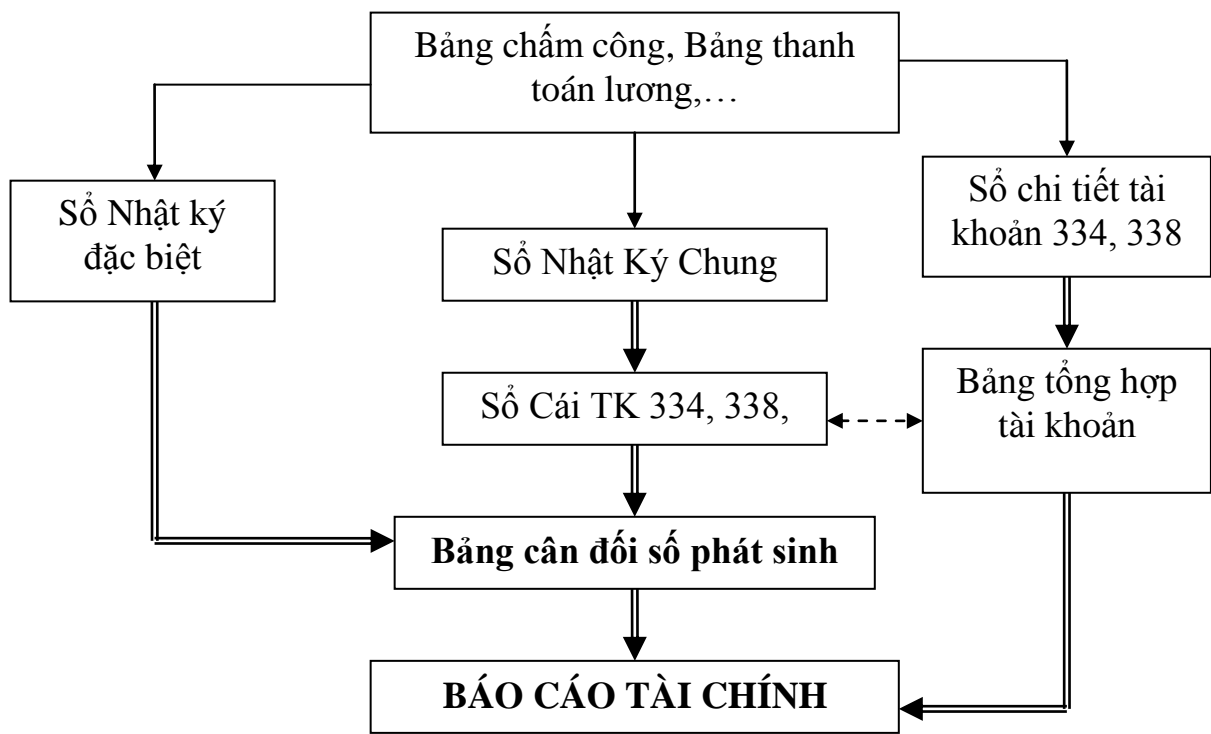 Bảng chấm công, Bảng thanh
toán lương,…
Sổ Nhật ký
đặc biệt
Sổ Nhật Ký Chung
Sổ chi tiết tài
khoản 334, 338
Sổ Cái TK 334, 338,
Bảng tổng hợp
tài khoản
Bảng cân đối số phát sinh
BÁO CÁO TÀI CHÍNH